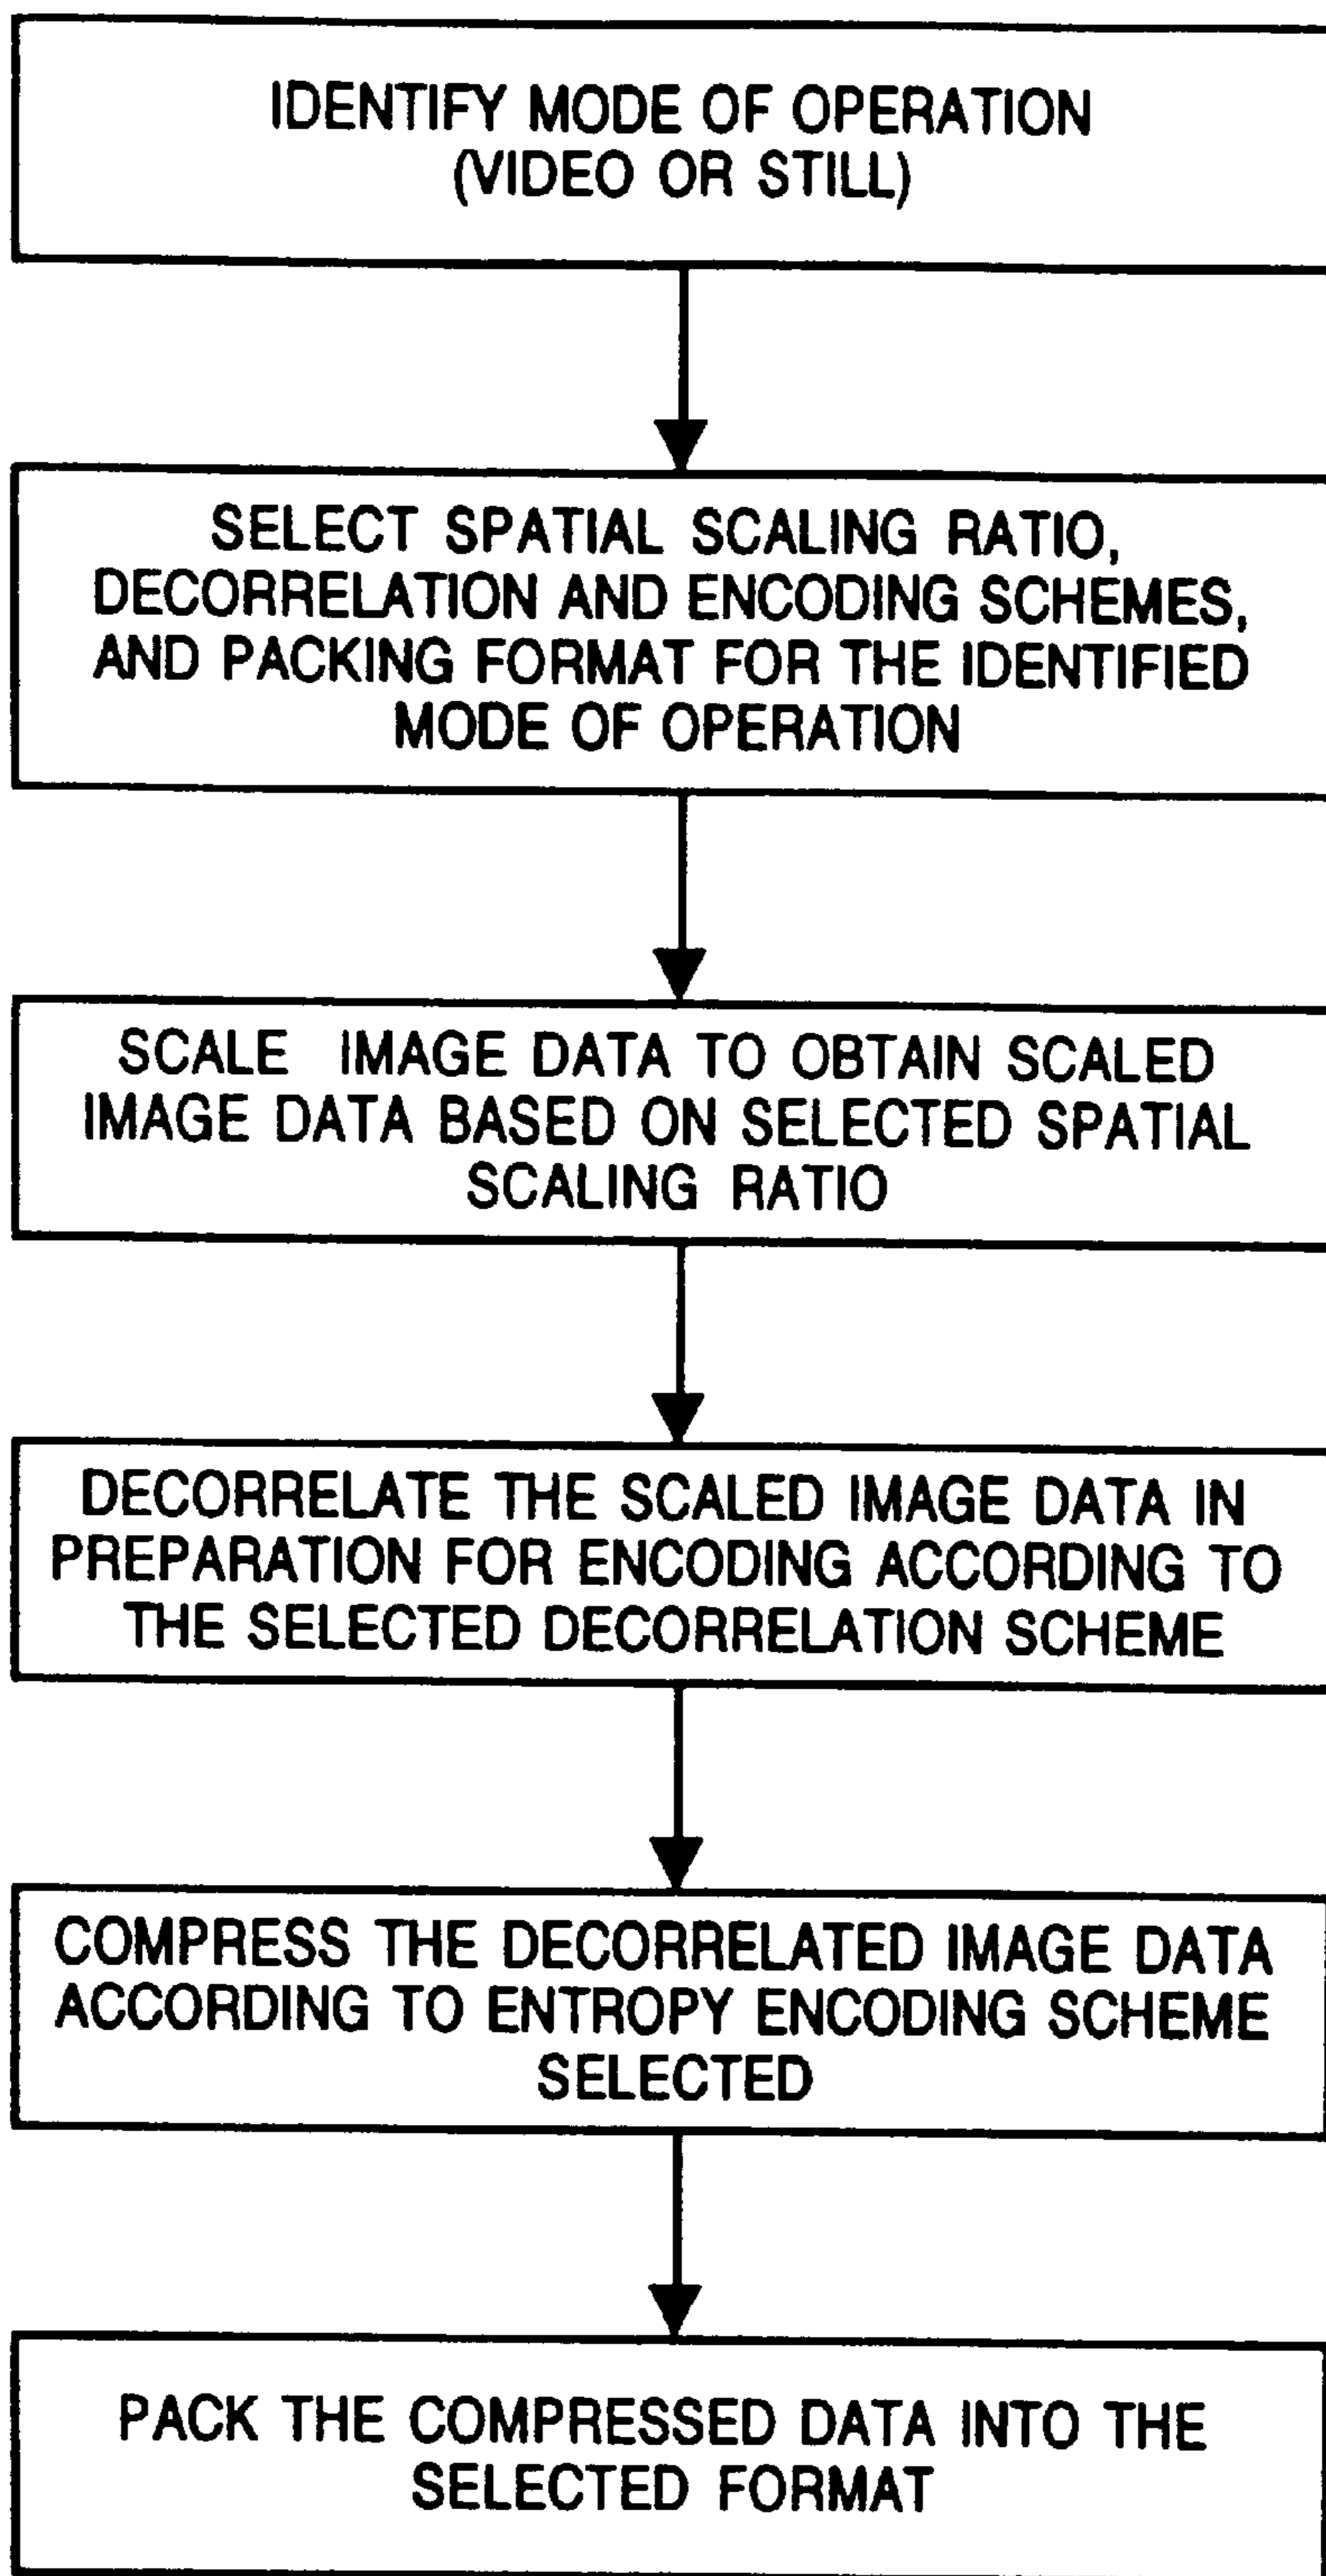 IDENTIFY MODE OF OPERATION
(VIDEO OR STILL)
SELECT SPATIAL SCALING RATIO,
DECORRELATION AND ENCODING SCHEMES,
AND PACKING FORMAT FOR THE IDENTIFIED
MODE OF OPERATION
SCALE IMAGE DATA TO OBTAIN SCALED
IMAGE DATA BASED ON SELECTED SPATIAL
SCALING RATIO
DECORRELATE THE SCALED IMAGE DATA IN
PREPARATION FOR ENCODING ACCORDING TO
THE SELECTED DECORRELATION SCHEME
COMPRESS THE DECORRELATED IMAGE DATA
ACCORDING TO ENTROPY ENCODING SCHEME
SELECTED
PACK THE COMPRESSED DATA INTO THE
SELECTED FORMAT